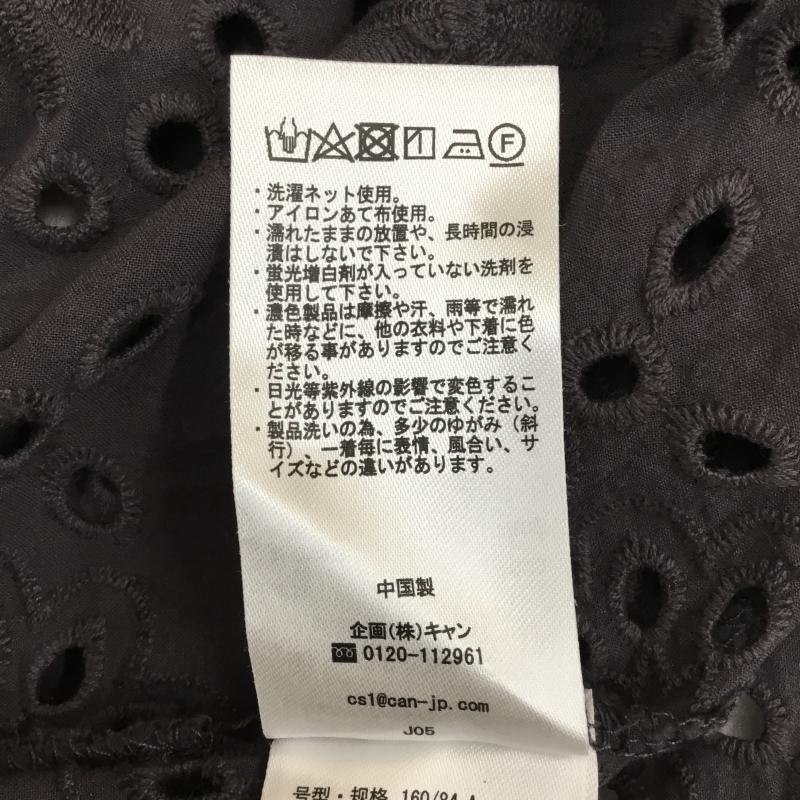 F
・洗濯ネット使用。
・アイロンあて布使用。
・濡れたままの放置や、長時間の浸
漬はしないで下さい。
・蛍光増白剤が入っていない洗剤を
使用して下さい。
・濃色製品は摩擦や汗、雨等で濡れ
た時などに、他の衣料や下着に色
が移る事がありますのでご注意く
ださい。
・日光等紫外線の影響で変色するこ
とがありますのでご注意ください。
・製品洗いの為、多少のゆがみ（斜
行）、一着毎に表情、風合い、サ
イズなどの違いがあります。
中国製
企画(株)キャン
0120-112961
cs1@can-jp.com
J05
号型・规格 160/84 A